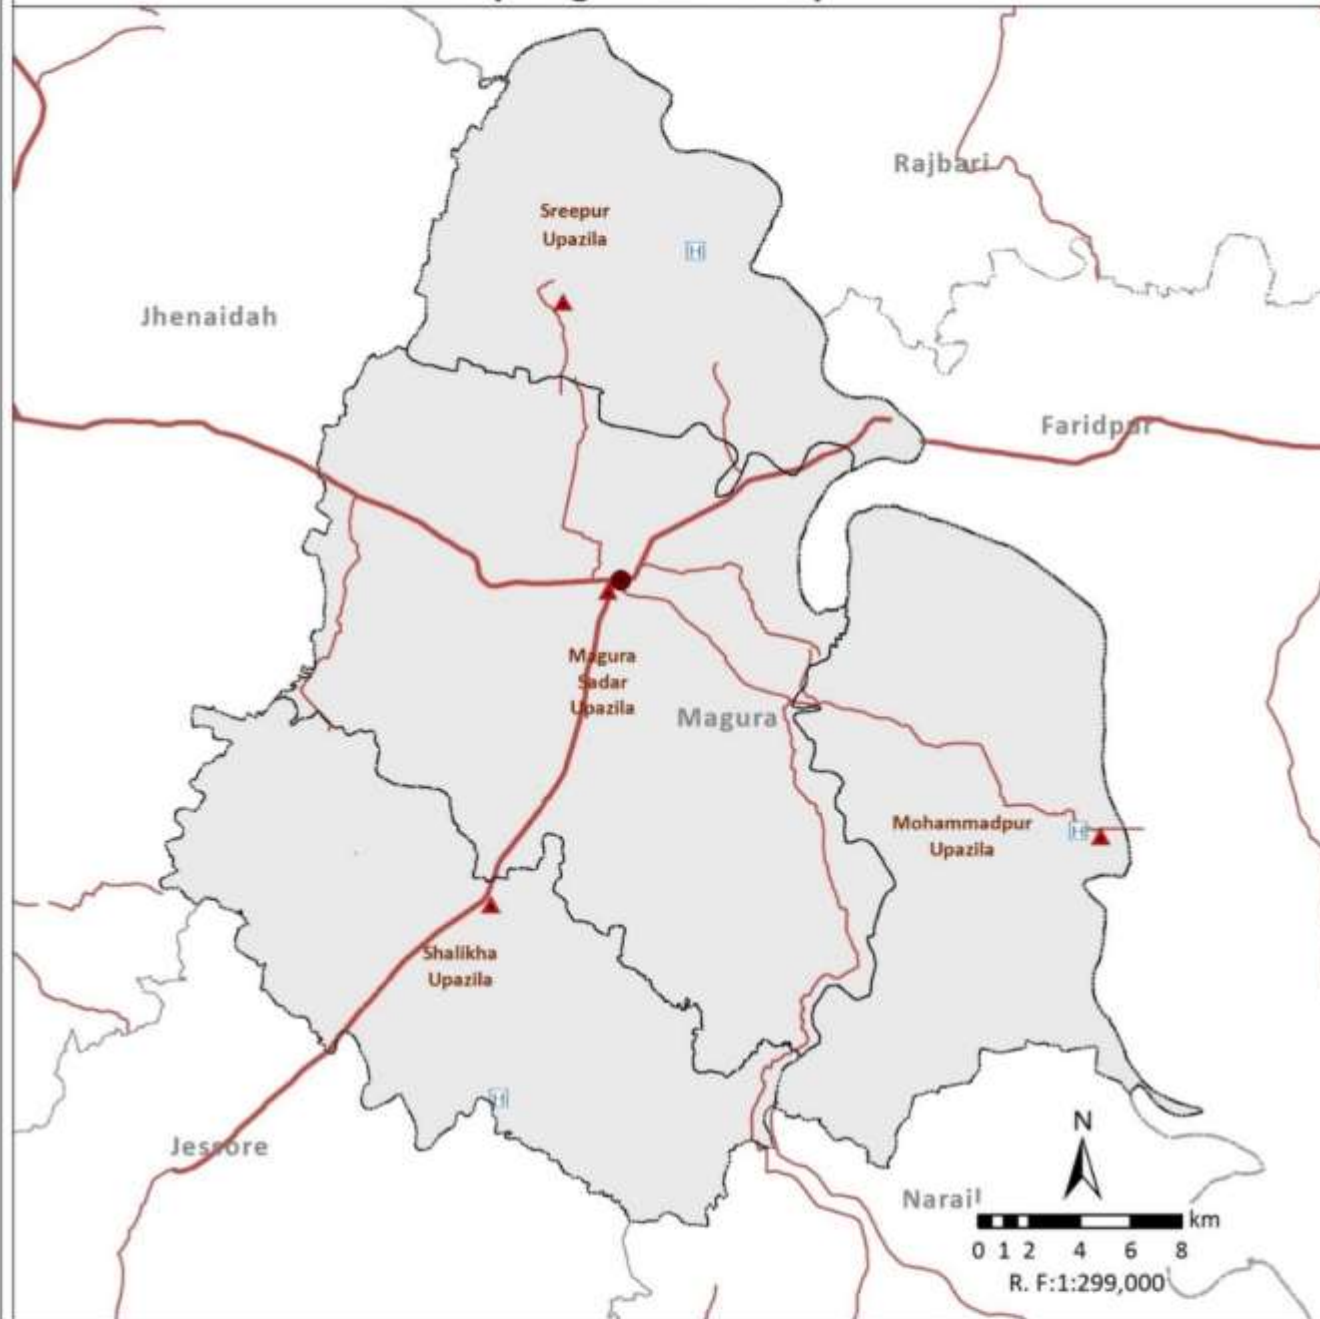 Rajbari
Sreepur
Upazila
H
Jhenaidah
Faridpur
Magura
Sadar
Upazila
Magura
Mohammadpur
Upazila
H
Shalikha
Upazila
H
Jessore
N
Narail
km
0 1 2 4 6 8
R. F:1:299,000